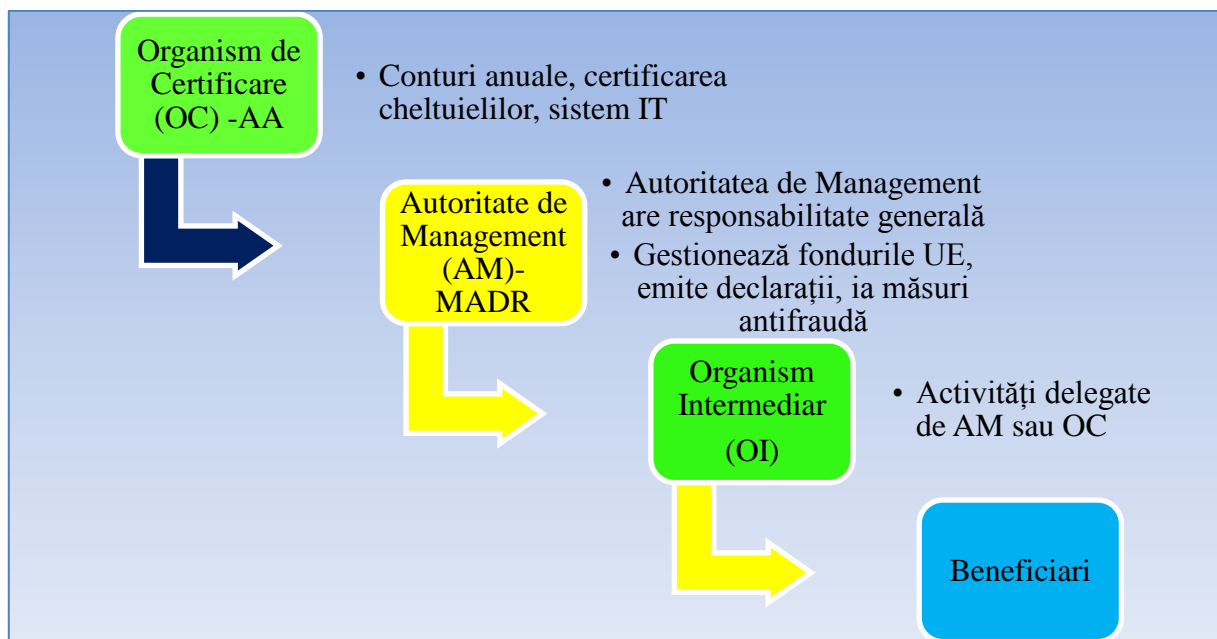 Organism de
Certificare
(OC) -AA
• Conturi anuale, certificarea
cheltuielilor, sistem IT
Autoritate de
Management
(AM)-
MADR
• Autoritatea de Management
are responsabilitate generală
• Gestionează fondurile UE,
emite declarații, ia măsuri
antifraudă
Organism
Intermediar
(OI)
• Activități delegate
de AM sau OC
Beneficiari